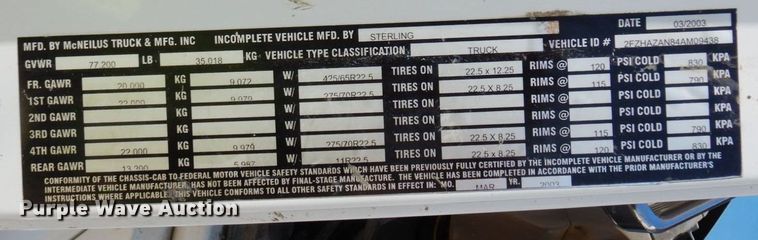 MFD. BY McNEILUS TRUCK & MFG. INC INCOMPLETE VEHICLE MFD. BY STERLING DATE 03/2003
GVWR 77,200 LB 35,018 KG VEHICLE TYPE CLASSIFICATION TRUCK VEHICLE ID # 2FZHAZAN84AM09438
FR. GAWR 20,000 KG 9,072 W/ 425/65R22.5 TIRES ON 22.5 x 12.25 RIMS @ 120 PSI COLD 830 KPA
1ST GAWR 22,000 KG 9,979 W/ 275/70R22.5 TIRES ON 22.5 X 8.25 RIMS @ 115 PSI COLD 790 KPA
2ND GAWR KG W/ TIRES ON RIMS @ PSI COLD KPA
3RD GAWR KG W/ TIRES ON RIMS @ PSI COLD KPA
4TH GAWR 22,000 KG 9,979 W/ 275/70R22.5 TIRES ON 22.5 X 8.25 RIMS @ 115 PSI COLD 790 KPA
REAR GAWR 13,200 KG 5,987 W/ 11R22.5 TIRES ON 22.5 x 8.25 RIMS @ 120 PSI COLD 830 KPA
CONFORMITY OF THE CHASSIS-CAB TO FEDERAL MOTOR VEHICLE SAFETY STANDARDS WHICH HAVE BEEN PREVIOUSLY FULLY CERTIFIED BY THE INCOMPLETE VEHICLE MANUFACTURER OR BY THE
INTERMEDIATE VEHICLE MANUFACTURER, HAS NOT BEEN AFFECTED BY FINAL-STAGE MANUFACTURE. THE VEHICLE HAS BEEN COMPLETED IN ACCORDANCE WITH THE PRIOR MANUFACTURER'S
INSTRUCTIONS WHERE APPLICABLE. THIS VEHICLE CONFORMS TO ALL OTHER SAFETY STANDARDS IN EFFECT IN: MO. MAR YR. 2003
Purple Wave Auction